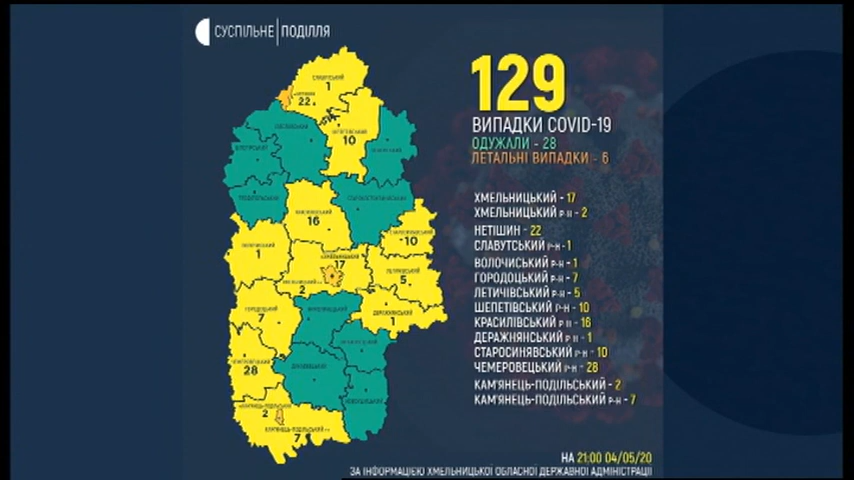 СУСПІЛЬНЕ ПОДІЛЛЯ
129
ВИПАДКИ COVID-19
ОДУЖАЛИ - 28
ЛЕТАЛЬНІ ВИПАДКИ - 6
ХМЕЛЬНИЦЬКИЙ - 17
ХМЕЛЬНИЦЬКИЙ Р-Н - 2
НЕТІШИН - 22
СЛАВУТСЬКИЙ Р-Н - 1
ВОЛОЧИСЬКИЙ Р-Н - 1
ГОРОДОЦЬКИЙ Р-Н - 7
ЛЕТИЧІВСЬКИЙ Р-Н - 5
ШЕПЕТІВСЬКИЙ Р-Н - 10
КРАСИЛІВСЬКИЙ Р-Н - 16
ДЕРАЖНЯНСЬКИЙ Р-Н - 1
СТАРОСИНЯВСЬКИЙ Р-Н - 10
ЧЕМЕРОВЕЦЬКИЙ Р-Н - 28
КАМ'ЯНЕЦЬ-ПОДІЛЬСЬКИЙ - 2
КАМ'ЯНЕЦЬ-ПОДІЛЬСЬКИЙ Р-Н - 7
НА 21:00 04/05/20
ЗА ІНФОРМАЦІЄЮ ХМЕЛЬНИЦЬКОЇ ОБЛАСНОЇ ДЕРЖАВНОЇ АДМІНІСТРАЦІЇ
1
22
10
16
10
1
17
5
2
7
ДЕРАЖНЯНСЬКИЙ
1
28
2
7